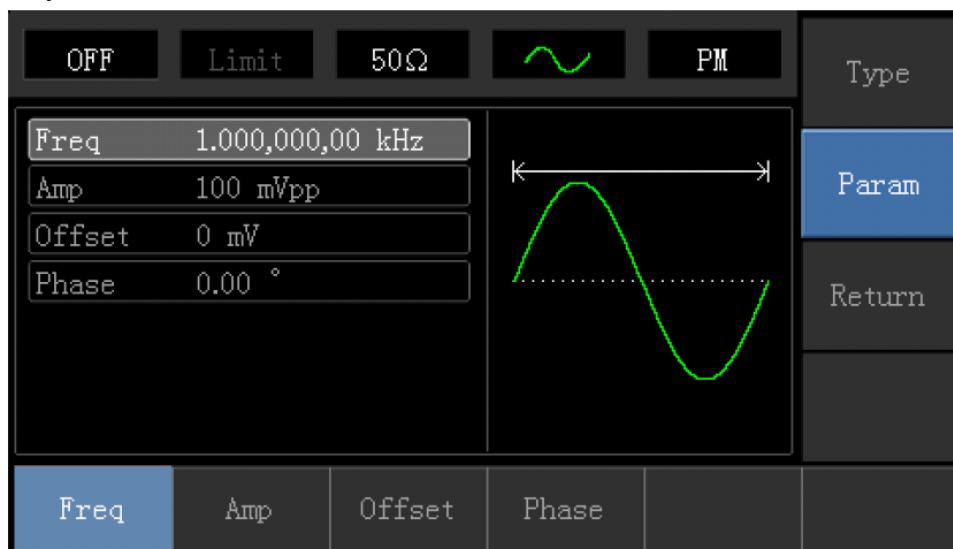 OFF Limit 50Ω PM
Type
Freq 1.000,000,00 kHz
Amp 100 mVpp
Offset 0 mV
Phase 0.00 °
Param
Return
Freq Amp Offset Phase